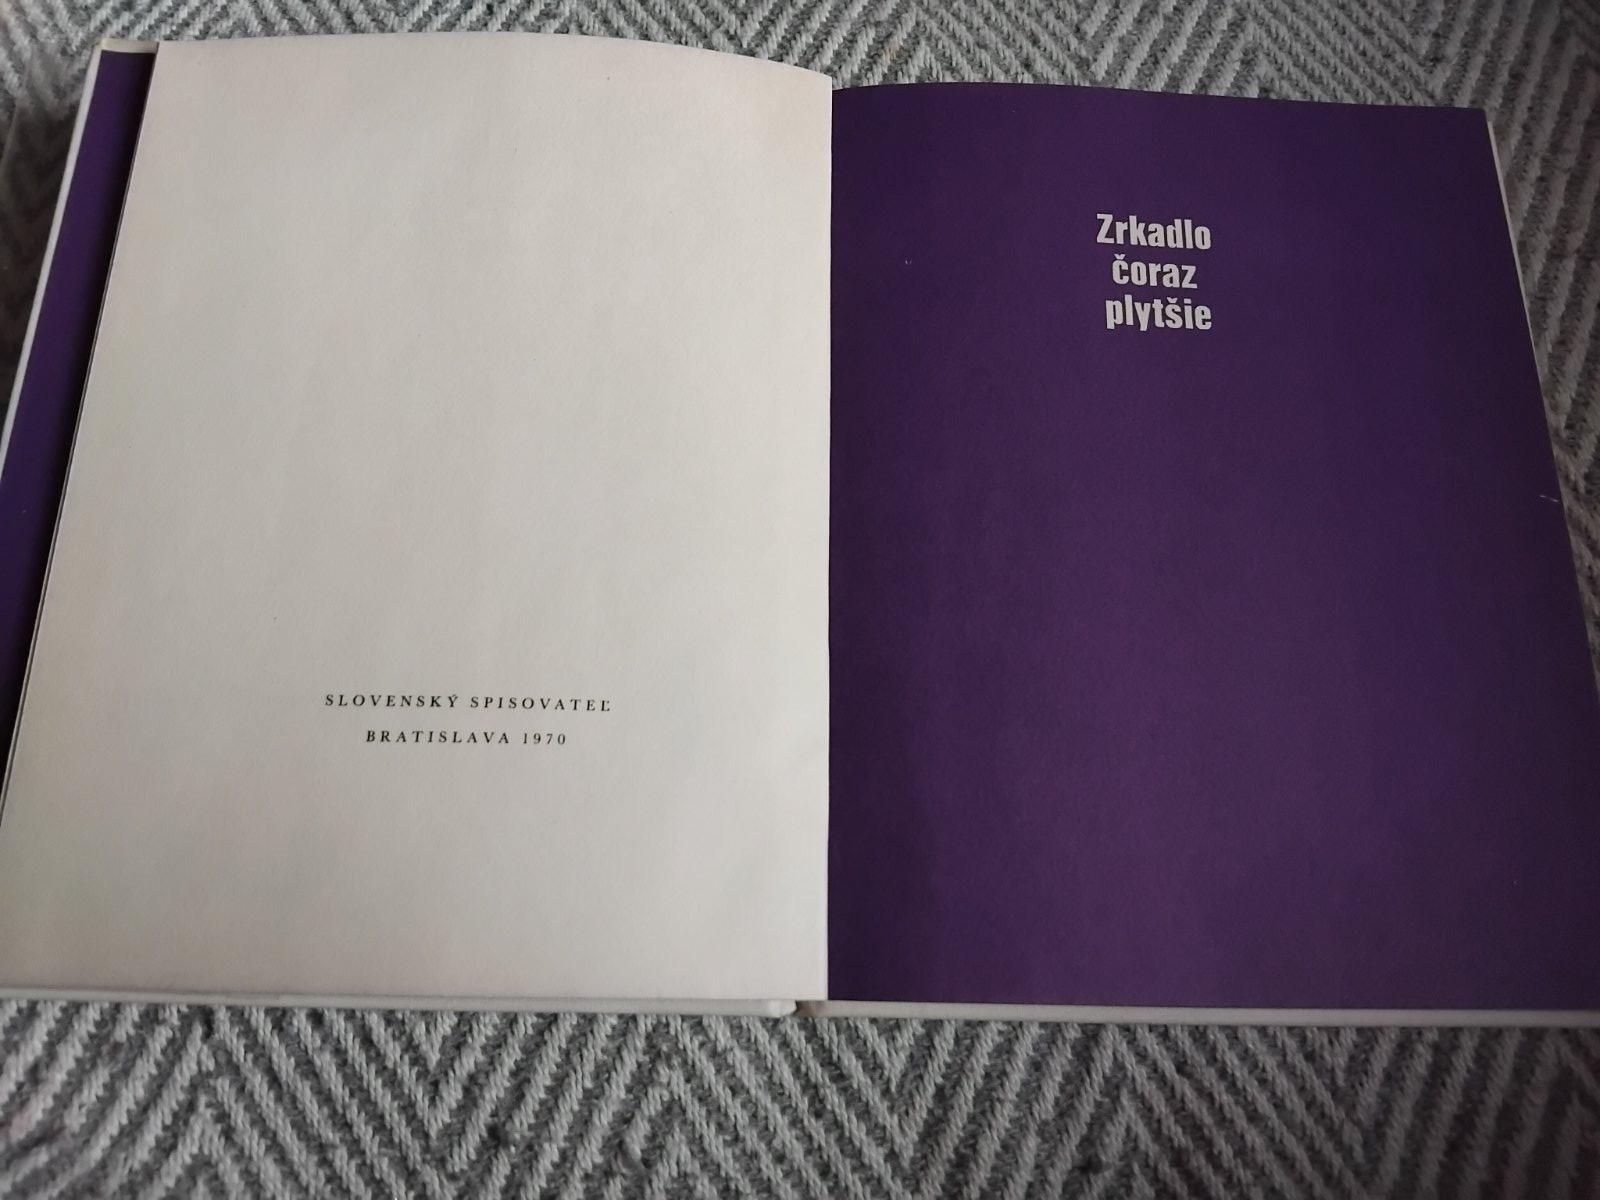 SLOVENSKÝ SPISOVATEĽ
BRATISLAVA 1970
Zrkadlo
čoraz
plytšie